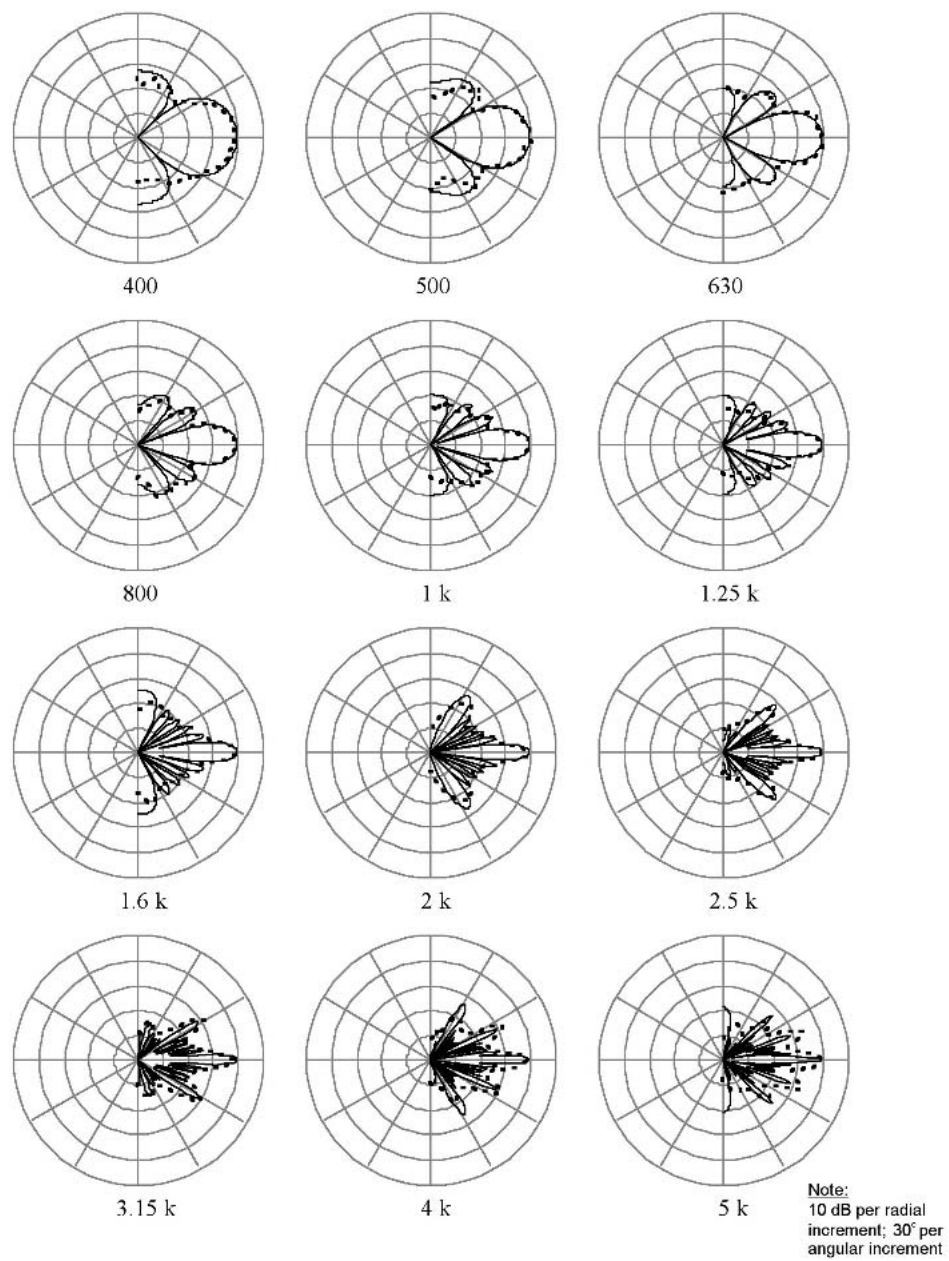 400
500
630
800
1 k
1.25 k
1.6 k
2 k
2.5 k
3.15 k
4 k
5 k
Note:
10 dB per radial
increment; 30° per
angular increment